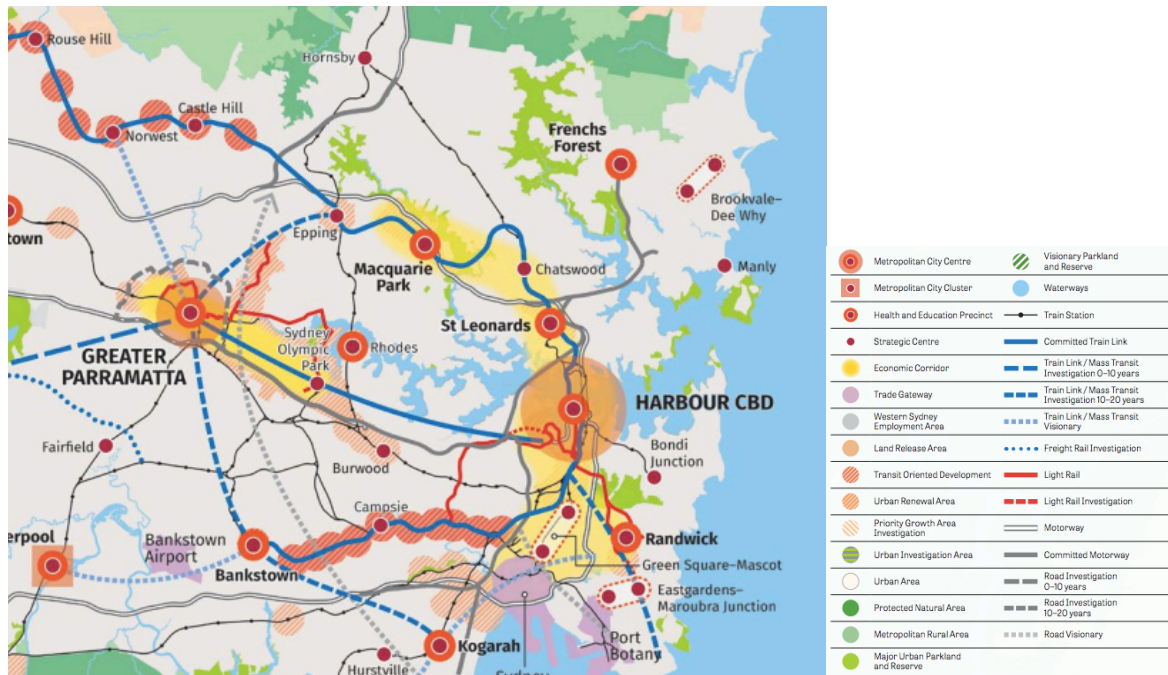 Rouse Hill
Hornsby
Castle Hill
Norwest
Frenchs
Forest
Brookvale–
Dee Why
town
Epping
Macquarie
Park
Chatswood
Manly
St Leonards
Sydney
Olympic
Park
Rhodes
GREATER
PARRAMATTA
HARBOUR CBD
Fairfield
Burwood
Bondi
Junction
Campsie
erpool
Bankstown
Airport
Bankstown
Randwick
Green Square–Mascot
Eastgardens–
Maroubra Junction
Kogarah
Port
Botany
Hurstville
Sydney
Metropolitan City Centre
Metropolitan City Cluster
Health and Education Precinct
Strategic Centre
Economic Corridor
Trade Gateway
Western Sydney
Employment Area
Land Release Area
Transit Oriented Development
Urban Renewal Area
Priority Growth Area
Investigation
Urban Investigation Area
Urban Area
Protected Natural Area
Metropolitan Rural Area
Major Urban Parkland
and Reserve
Visionary Parkland
and Reserve
Waterways
Train Station
Committed Train Link
Train Link / Mass Transit
Investigation 0–10 years
Train Link / Mass Transit
Investigation 10–20 years
Train Link / Mass Transit
Visionary
Freight Rail Investigation
Light Rail
Light Rail Investigation
Motorway
Committed Motorway
Road Investigation
0–10 years
Road Investigation
10–20 years
Road Visionary